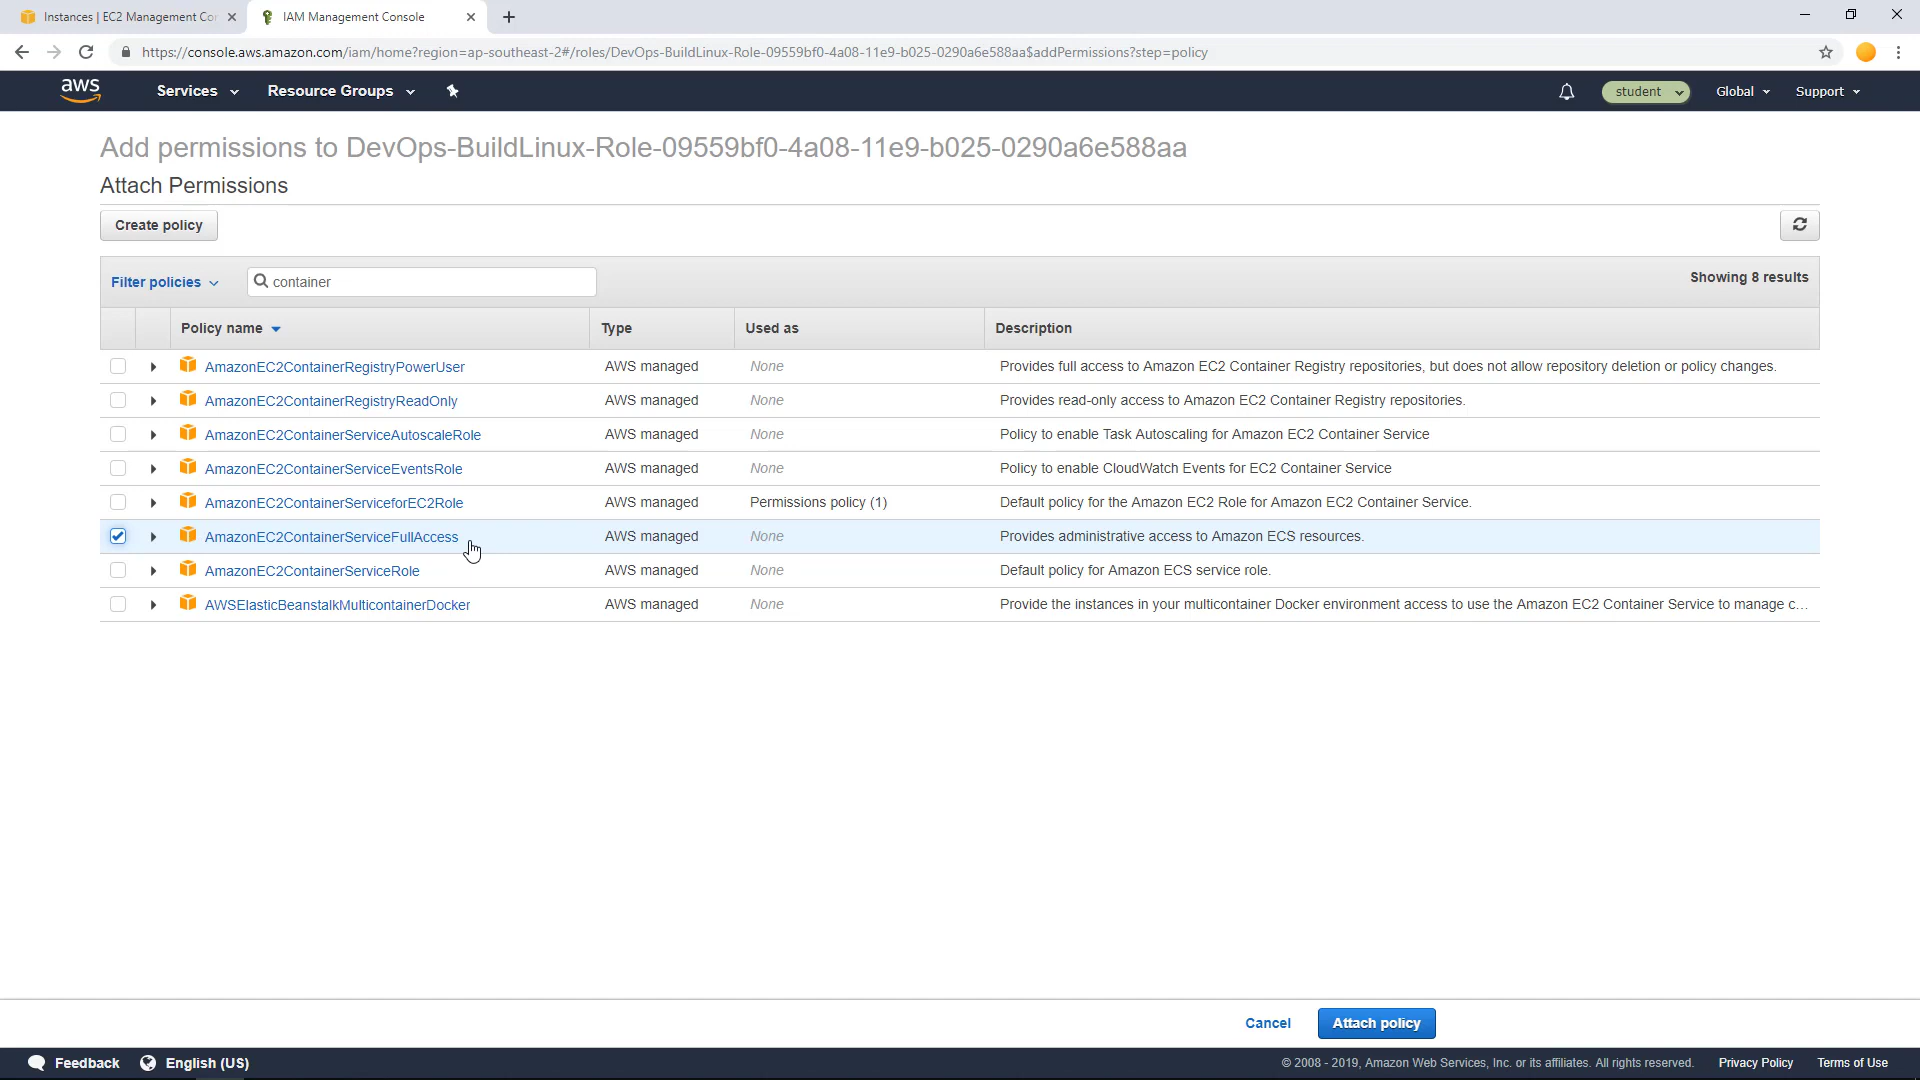 Instances | EC2 Management Co
IAM Management Console
https://console.aws.amazon.com/iam/home?region=ap-southeast-2#/roles/DevOps-BuildLinux-Role-09559bf0-4a08-11e9-b025-0290a6e588aa$addPermissions?step=policy
aws Services Resource Groups student Global Support
Add permissions to DevOps-BuildLinux-Role-09559bf0-4a08-11e9-b025-0290a6e588aa
Attach Permissions
Create policy
Filter policies container Showing 8 results
Policy name Type Used as Description
AmazonEC2ContainerRegistryPowerUser AWS managed None Provides full access to Amazon EC2 Container Registry repositories, but does not allow repository deletion or policy changes.
AmazonEC2ContainerRegistryReadOnly AWS managed None Provides read-only access to Amazon EC2 Container Registry repositories.
AmazonEC2ContainerServiceAutoscaleRole AWS managed None Policy to enable Task Autoscaling for Amazon EC2 Container Service
AmazonEC2ContainerServiceEventsRole AWS managed None Policy to enable CloudWatch Events for EC2 Container Service
AmazonEC2ContainerServiceforEC2Role AWS managed Permissions policy (1) Default policy for the Amazon EC2 Role for Amazon EC2 Container Service.
AmazonEC2ContainerServiceFullAccess AWS managed None Provides administrative access to Amazon ECS resources.
AmazonEC2ContainerServiceRole AWS managed None Default policy for Amazon ECS service role.
AWSElasticBeanstalkMulticontainerDocker AWS managed None Provide the instances in your multicontainer Docker environment access to use the Amazon EC2 Container Service to manage c...
Cancel Attach policy
Feedback English (US) © 2008 - 2019, Amazon Web Services, Inc. or its affiliates. All rights reserved. Privacy Policy Terms of Use